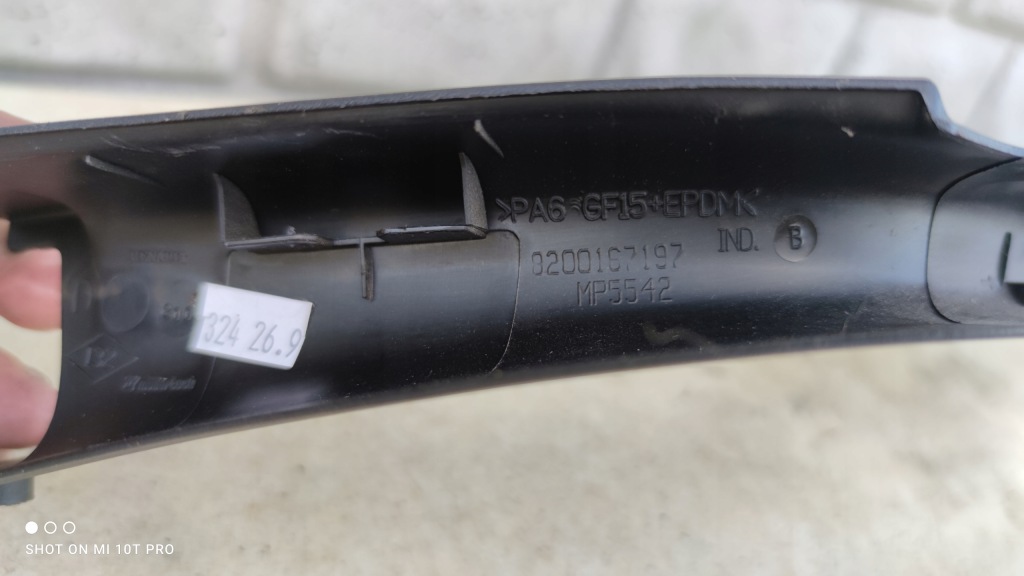 >PA6-GF15+EPDM<
IND. B
8200167197
MP5542
324 26.9
SHOT ON MI 10T PRO